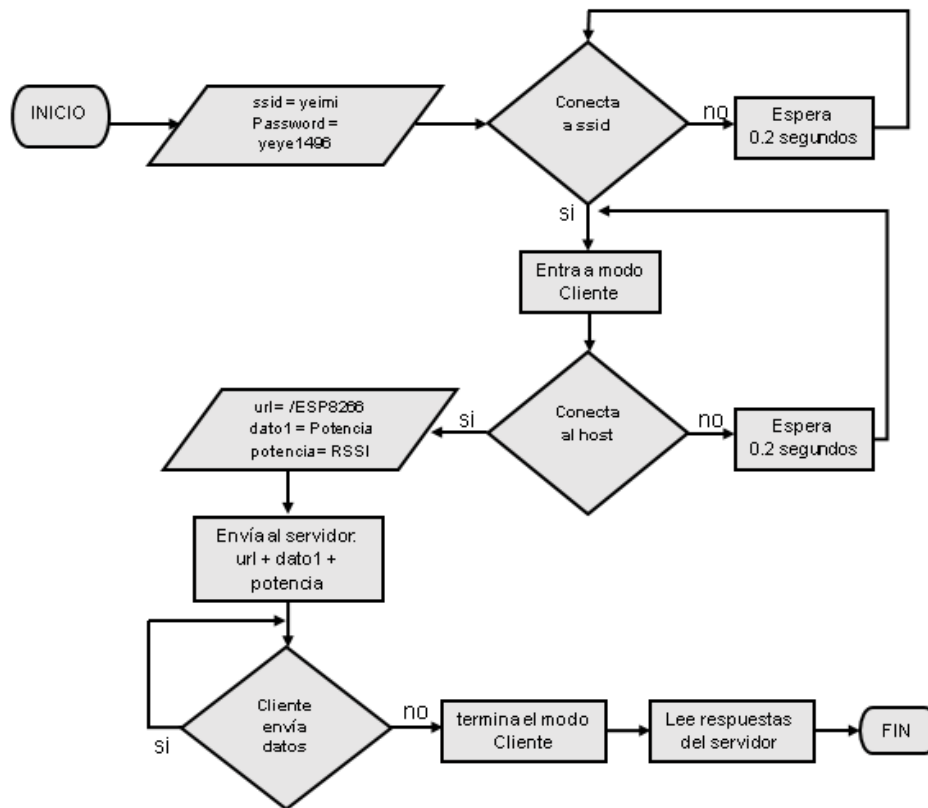 INICIO
ssid = yeimi
Password =
yeye1496
Conecta
a ssid
no
Espera
0.2 segundos
si
Entra a modo
Cliente
Conecta
al host
no
Espera
0.2 segundos
si
url= /ESP8266
dato1 = Potencia
potencia= RSSI
Envía al servidor:
url + dato1 +
potencia
Cliente
envía
datos
si
no
termina el modo
Cliente
Lee respuestas
del servidor
FIN